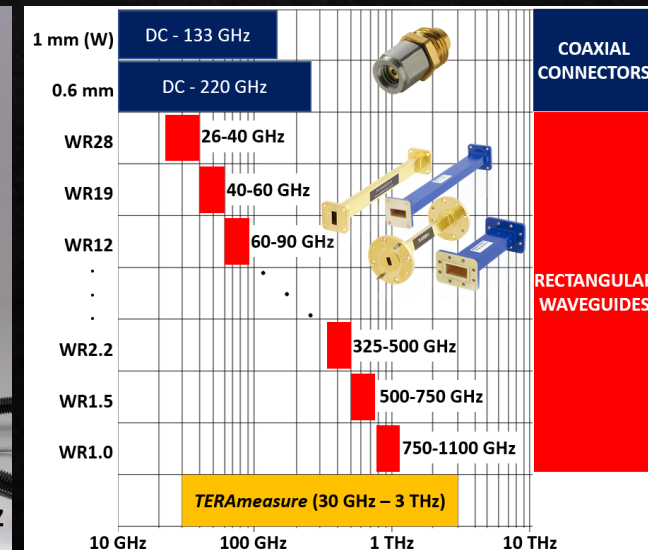 1 mm (W)
DC - 133 GHz
COAXIAL
CONNECTORS
0.6 mm
DC - 220 GHz
WR28
26-40 GHz
WR19
40-60 GHz
WR12
60-90 GHz
RECTANGULAR
WAVEGUIDES
WR2.2
325-500 GHz
WR1.5
500-750 GHz
WR1.0
750-1100 GHz
TERAmeasure (30 GHz – 3 THz)
10 GHz
100 GHz
1 THz
10 THz